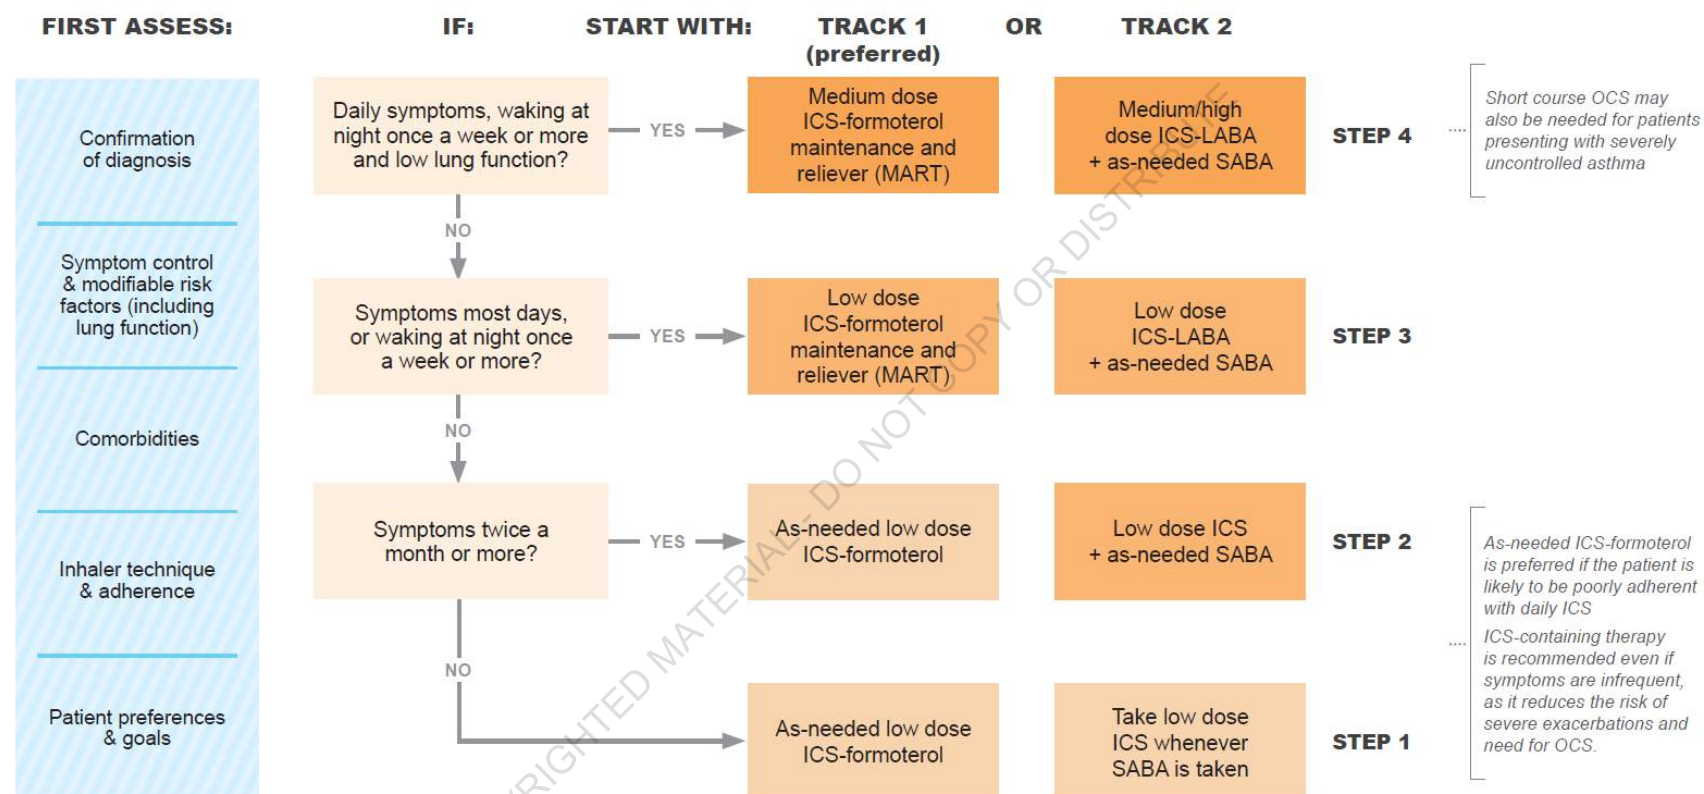 FIRST ASSESS:
IF:
START WITH:
TRACK 1
(preferred)
OR
TRACK 2
Confirmation
of diagnosis
Symptom control
& modifiable risk
factors (including
lung function)
Comorbidities
Inhaler technique
& adherence
Patient preferences
& goals
Daily symptoms, waking at
night once a week or more
and low lung function?
YES
Medium dose
ICS-formoterol
maintenance and
reliever (MART)
Medium/high
dose ICS-LABA
+ as-needed SABA
STEP 4
Short course OCS may
also be needed for patients
presenting with severely
uncontrolled asthma
NO
Symptoms most days,
or waking at night once
a week or more?
YES
Low dose
ICS-formoterol
maintenance and
reliever (MART)
Low dose
ICS-LABA
+ as-needed SABA
STEP 3
NO
Symptoms twice a
month or more?
YES
As-needed low dose
ICS-formoterol
Low dose ICS
+ as-needed SABA
STEP 2
As-needed ICS-formoterol
is preferred if the patient is
likely to be poorly adherent
with daily ICS
ICS-containing therapy
is recommended even if
symptoms are infrequent,
as it reduces the risk of
severe exacerbations and
need for OCS.
NO
As-needed low dose
ICS-formoterol
Take low dose
ICS whenever
SABA is taken
STEP 1
RIGHTED MATERIAL - DO NOT COPY OR DISTRIBUTE